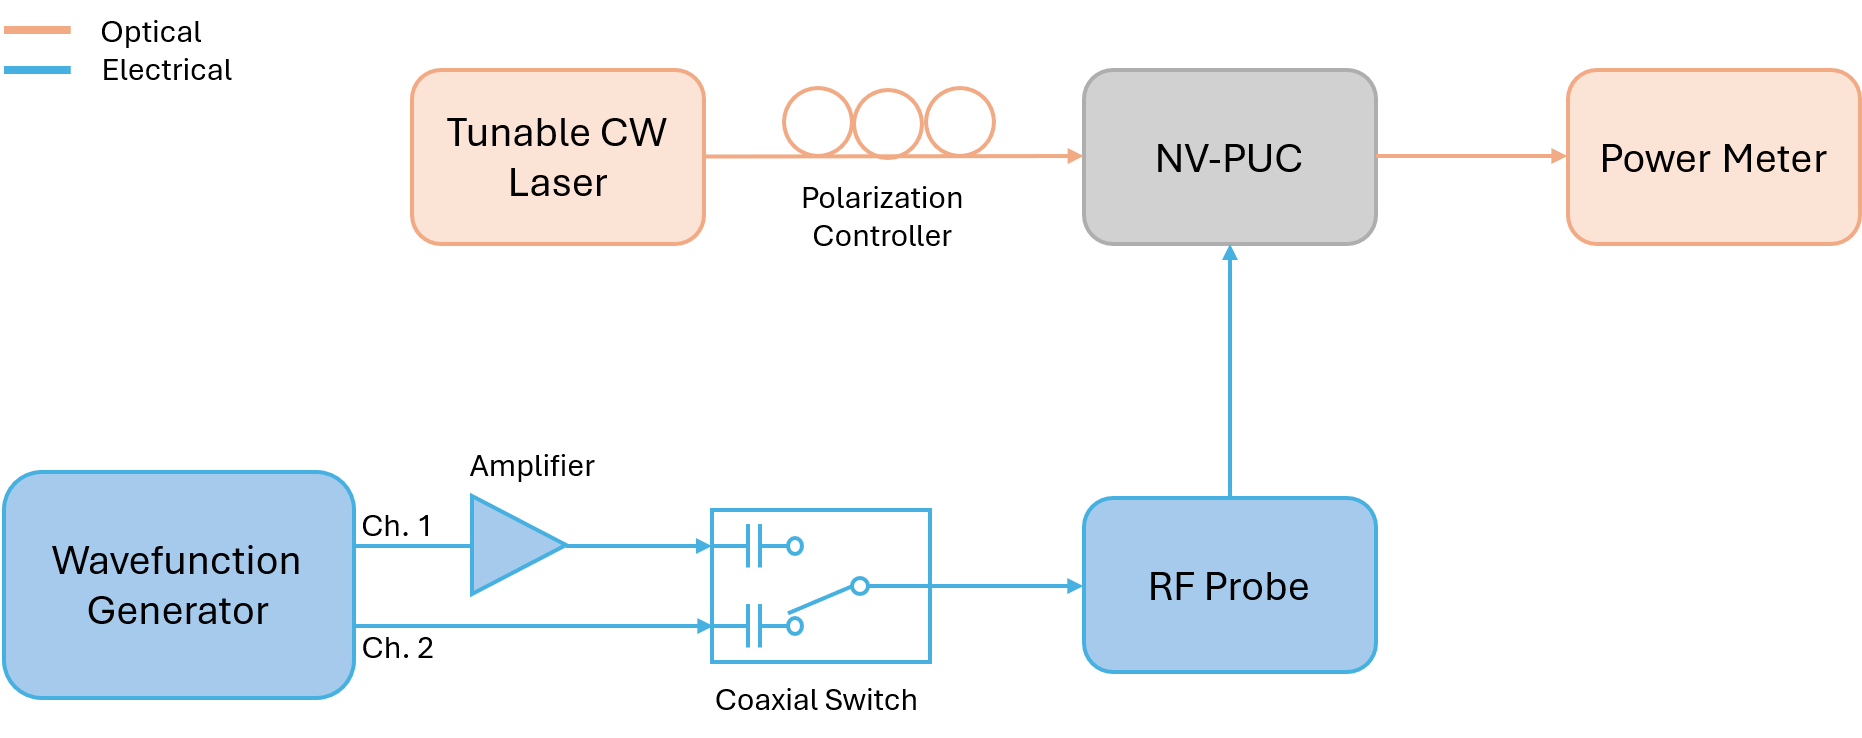 Optical
Electrical
Tunable CW
Laser
Polarization
Controller
NV-PUC
Power Meter
Amplifier
Ch. 1
Wavefunction
Generator
Ch. 2
RF Probe
Coaxial Switch